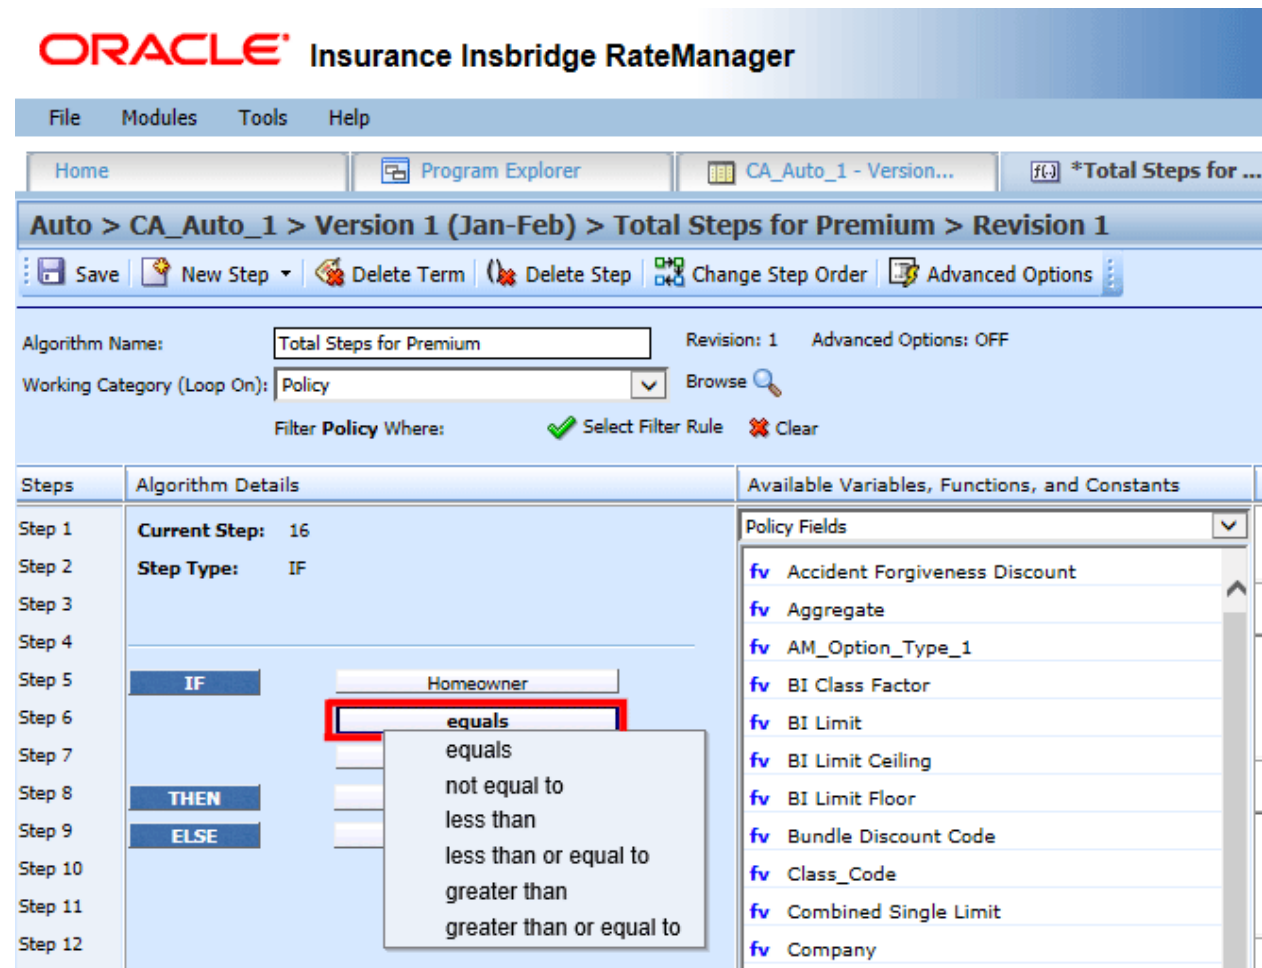 ORACLE Insurance Insbridge RateManager
File Modules Tools Help
Home Program Explorer CA_Auto_1 - Version... *Total Steps for ...
Auto > CA_Auto_1 > Version 1 (Jan-Feb) > Total Steps for Premium > Revision 1
Save New Step Delete Term Delete Step Change Step Order Advanced Options
Algorithm Name: Total Steps for Premium Revision: 1 Advanced Options: OFF
Working Category (Loop On): Policy Browse
Filter Policy Where: Select Filter Rule Clear
Steps Algorithm Details Available Variables, Functions, and Constants
Step 1 Current Step: 16 Policy Fields
Step 2 Step Type: IF fv Accident Forgiveness Discount
Step 3 fv Aggregate
Step 4 fv AM_Option_Type_1
Step 5 IF Homeowner fv BI Class Factor
Step 6 equals fv BI Limit
Step 7 equals fv BI Limit Ceiling
Step 8 THEN not equal to fv BI Limit Floor
Step 9 ELSE less than fv Bundle Discount Code
Step 10 less than or equal to fv Class_Code
Step 11 greater than fv Combined Single Limit
Step 12 greater than or equal to fv Company